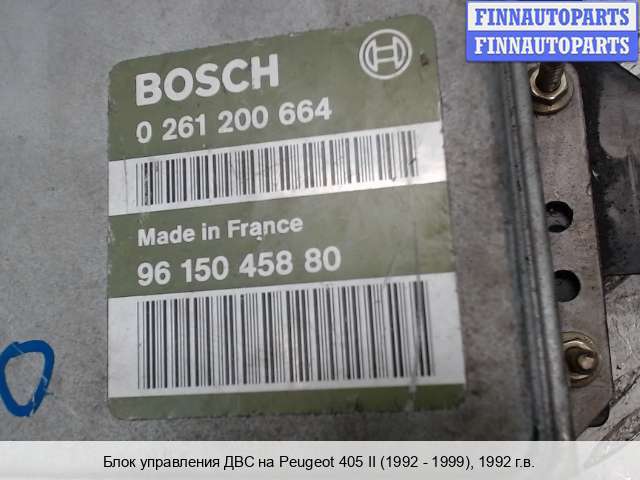 FINNAUTOPARTS
FINNAUTOPARTS
BOSCH
0 261 200 664
Made in France
96 150 458 80
Блок управления ДВС на Peugeot 405 II (1992 - 1999), 1992 г.в.